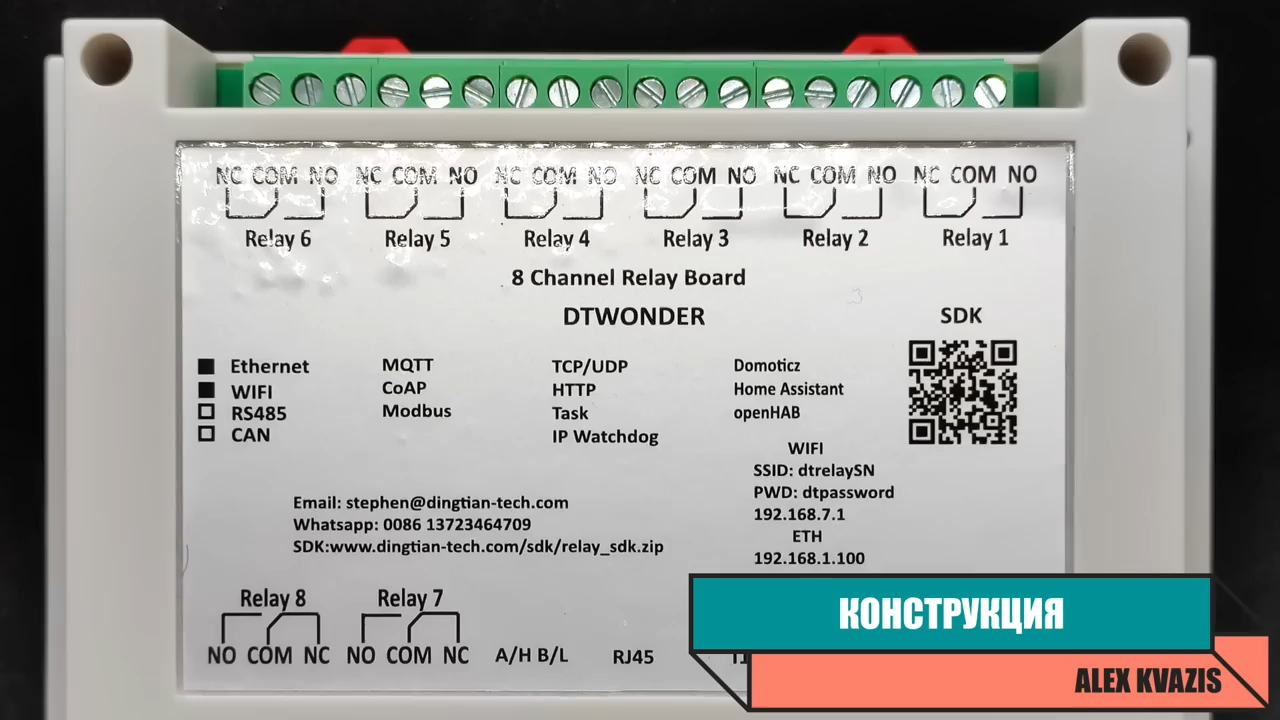 NC COM NO NC COM NO NC COM NO NC COM NO NC COM NO NC COM NO
Relay 6 Relay 5 Relay 4 Relay 3 Relay 2 Relay 1
8 Channel Relay Board
DTWONDER
SDK
Ethernet MQTT TCP/UDP Domoticz
WIFI CoAP HTTP Home Assistant
RS485 Modbus Task openHAB
CAN IP Watchdog
WIFI
SSID: dtrelaySN
PWD: dtpassword
192.168.7.1
ETH
192.168.1.100
Email: stephen@dingtian-tech.com
Whatsapp: 0086 13723464709
SDK:www.dingtian-tech.com/sdk/relay_sdk.zip
Relay 8 Relay 7
NO COM NC NO COM NC A/H B/L RJ45
КОНСТРУКЦИЯ
ALEX KVAZIS